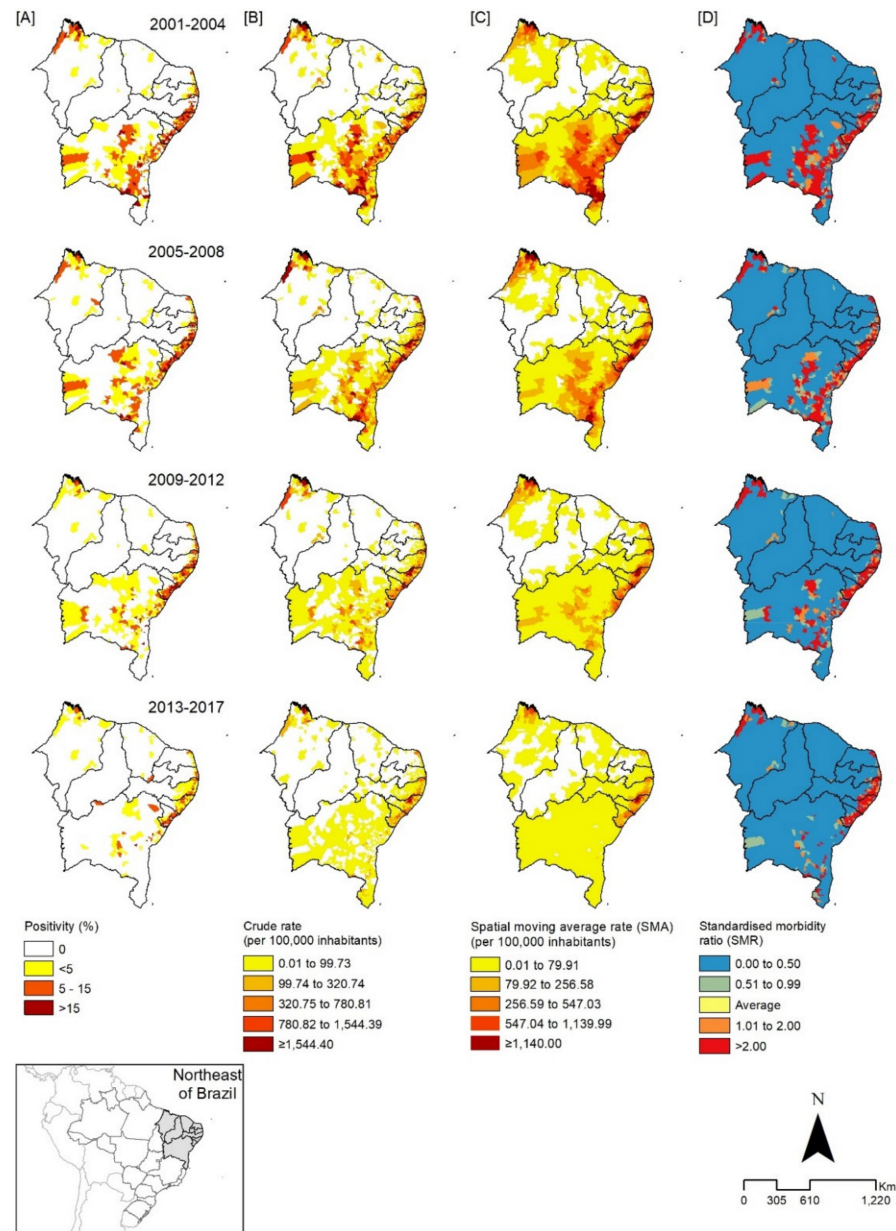 [A]
2001-2004
[B]
[C]
[D]
2005-2008
2009-2012
2013-2017
Positivity (%)
0
<5
5 - 15
>15
Crude rate
(per 100,000 inhabitants)
0.01 to 99.73
99.74 to 320.74
320.75 to 780.81
780.82 to 1,544.39
≥1,544.40
Spatial moving average rate (SMA)
(per 100,000 inhabitants)
0.01 to 79.91
79.92 to 256.58
256.59 to 547.03
547.04 to 1,139.99
≥1,140.00
Standardised morbidity
ratio (SMR)
0.00 to 0.50
0.51 to 0.99
Average
1.01 to 2.00
>2.00
Northeast
of Brazil
N
Km
0 305 610 1,220